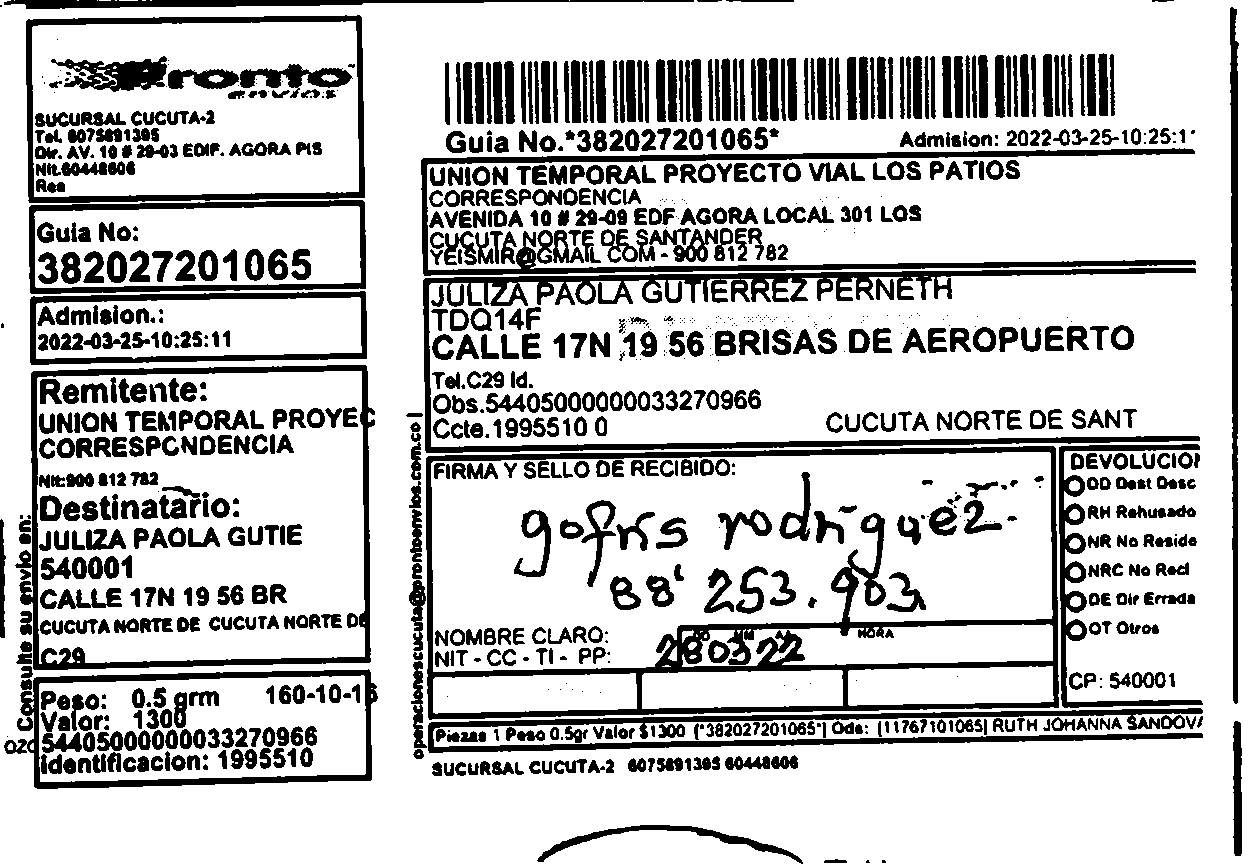 Pronto
envios
SUCURSAL CUCUTA-2
Tel. 6075891395
Dir. AV. 10 # 29-03 EDIF. AGORA PIS
Nit.60448606
Res
Guia No:
382027201065
Admision.:
2022-03-25-10:25:11
Remitente:
UNION TEMPORAL PROYEC
CORRESPONDENCIA
Nit:900 812 782
Destinatario:
JULIZA PAOLA GUTIE
540001
CALLE 17N 19 56 BR
CUCUTA NORTE DE CUCUTA NORTE DE
C29
Peso: 0.5 grm 160-10-16
Valor: 1300
54405000000033270966
Identificacion: 1995510
Consulte su envio en:
operacionescucuta@prontoenvios.com.co
Guia No.*382027201065* Admision: 2022-03-25-10:25:1
UNION TEMPORAL PROYECTO VIAL LOS PATIOS
CORRESPONDENCIA
AVENIDA 10 # 29-09 EDF AGORA LOCAL 301 LOS
CUCUTA NORTE DE SANTANDER
YEISMIR@GMAIL COM - 900 812 782
JULIZA PAOLA GUTIERREZ PERNETH
TDQ14F
CALLE 17N 19 56 BRISAS DE AEROPUERTO
Tel.C29 Id.
Obs.54405000000033270966
Ccte.1995510 0 CUCUTA NORTE DE SANT
FIRMA Y SELLO DE RECIBIDO:
gofris rodriguez
88'253.903
NOMBRE CLARO:
NIT - CC - TI - PP:
DD MM AA HORA
280322
DEVOLUCION
DD Dest Desc
RH Rehusado
NR No Reside
NRC No Recl
DE Dir Errada
OT Otros
CP: 540001
Piezas 1 Peso 0.5gr Valor $1300 [*382027201065*] Ods: [11767101065] RUTH JOHANNA SANDOVA
SUCURSAL CUCUTA-2 6075891395 60448606